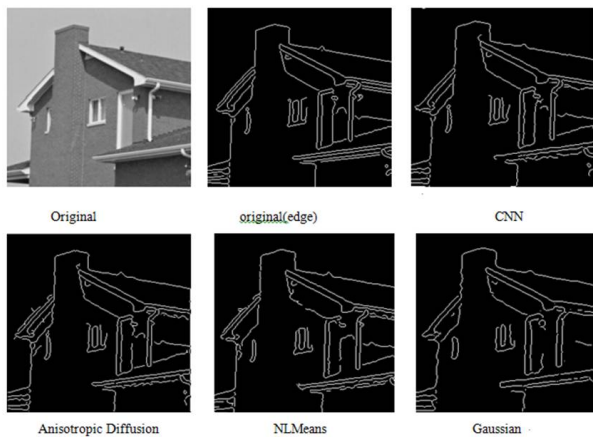 Original
original(edge)
CNN
Anisotropic Diffusion
NLMeans
Gaussian